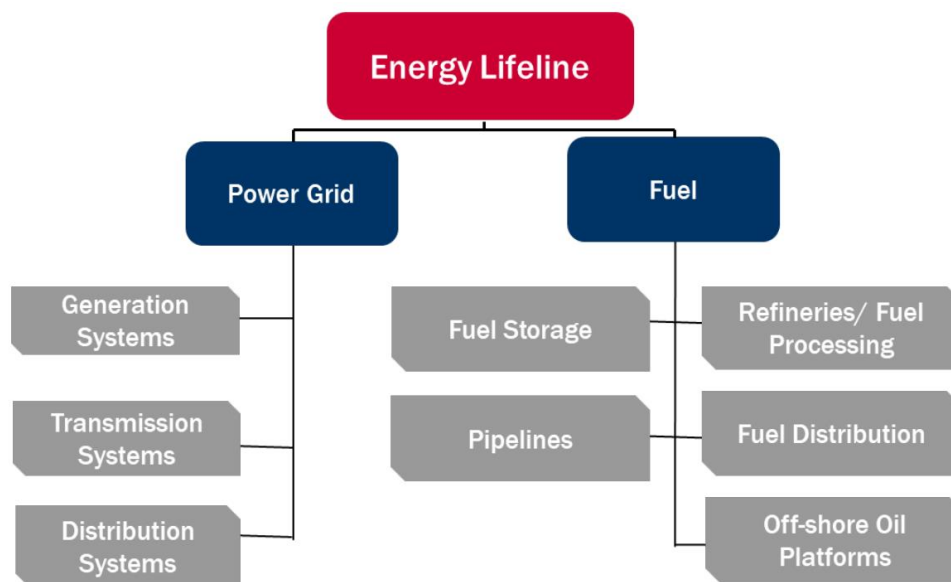 Energy Lifeline
Power Grid
Fuel
Generation
Systems
Transmission
Systems
Distribution
Systems
Fuel Storage
Pipelines
Refineries/ Fuel
Processing
Fuel Distribution
Off-shore Oil
Platforms